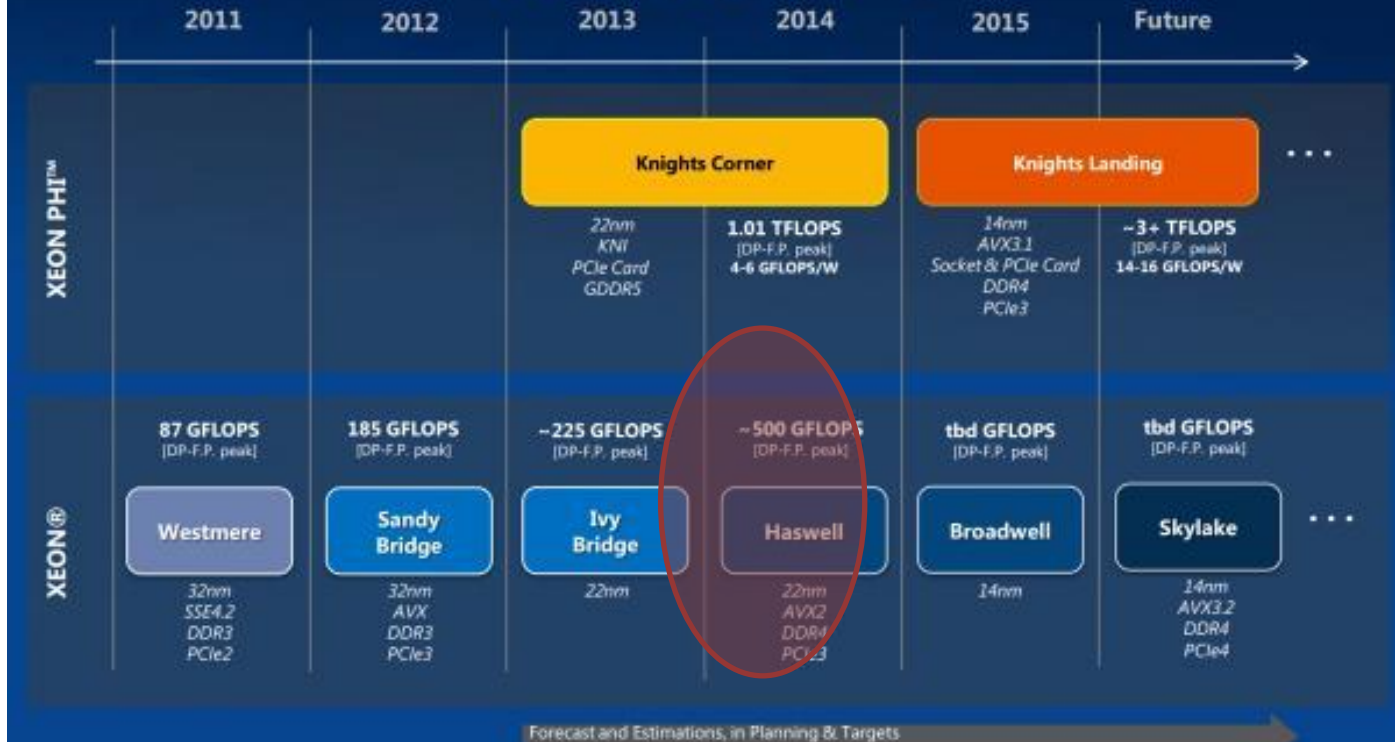 2011 2012 2013 2014 2015 Future
XEON PHI™
Knights Corner
Knights Landing
...
22nm
KNI
PCIe Card
GDDR5
1.01 TFLOPS
[DP-F.P. peak]
4-6 GFLOPS/W
14nm
AVX3.1
Socket & PCIe Card
DDR4
PCIe3
~3+ TFLOPS
[DP-F.P. peak]
14-16 GFLOPS/W
XEON®
87 GFLOPS
[DP-F.P. peak]
Westmere
32nm
SSE4.2
DDR3
PCIe2
185 GFLOPS
[DP-F.P. peak]
Sandy
Bridge
32nm
AVX
DDR3
PCIe3
~225 GFLOPS
[DP-F.P. peak]
Ivy
Bridge
22nm
~500 GFLOPS
[DP-F.P. peak]
Haswell
22nm
AVX2
DDR4
PCIe3
tbd GFLOPS
[DP-F.P. peak]
Broadwell
14nm
tbd GFLOPS
[DP-F.P. peak]
Skylake
14nm
AVX3.2
DDR4
PCIe4
...
Forecast and Estimations, in Planning & Targets